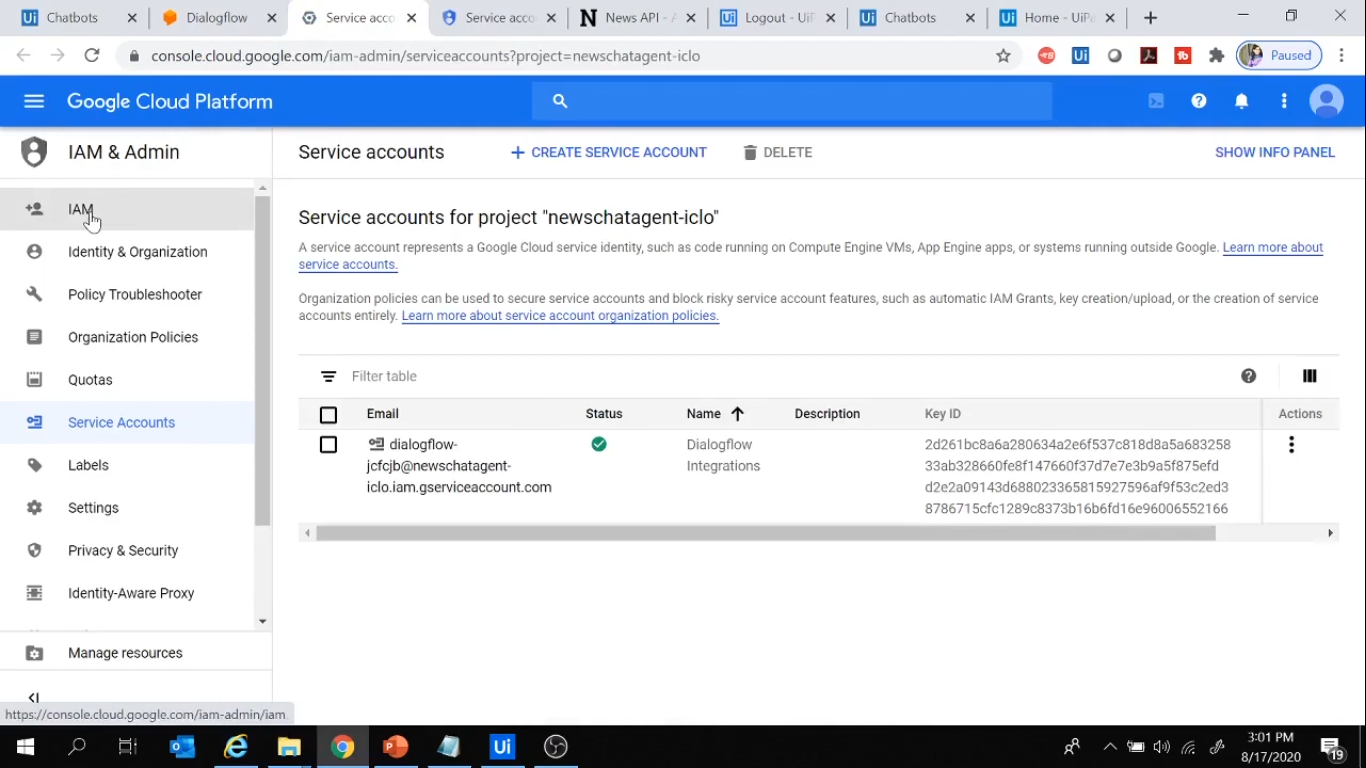 Chatbots
Dialogflow
Service acco
Service acco
News API - A
Logout - UiP
Chatbots
Home - UiPa
console.cloud.google.com/iam-admin/serviceaccounts?project=newschatagent-iclo
Paused
Google Cloud Platform
IAM & Admin
Service accounts
+ CREATE SERVICE ACCOUNT
DELETE
SHOW INFO PANEL
IAM
Identity & Organization
Policy Troubleshooter
Organization Policies
Quotas
Service Accounts
Labels
Settings
Privacy & Security
Identity-Aware Proxy
Manage resources
Service accounts for project "newschatagent-iclo"
A service account represents a Google Cloud service identity, such as code running on Compute Engine VMs, App Engine apps, or systems running outside Google. Learn more about
service accounts.
Organization policies can be used to secure service accounts and block risky service account features, such as automatic IAM Grants, key creation/upload, or the creation of service
accounts entirely. Learn more about service account organization policies.
Filter table
Email Status Name Description Key ID Actions
dialogflow- Dialogflow 2d261bc8a6a280634a2e6f537c818d8a5a683258
jcfcjb@newschatagent- Integrations 33ab328660fe8f147660f37d7e7e3b9a5f875efd
iclo.iam.gserviceaccount.com d2e2a09143d688023365815927596af9f53c2ed3
8786715cfc1289c8373b16b6fd16e96006552166
https://console.cloud.google.com/iam-admin/iam
3:01 PM
8/17/2020
19